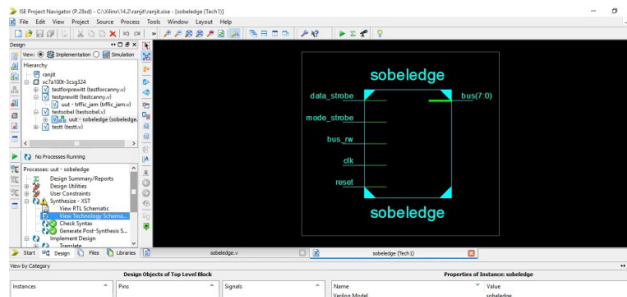 ISE Project Navigator (P.28xd) - C:\Xilinx\14.2\ranjit\ranjit.xise - [sobeledge (Tech1)]
File Edit View Project Source Process Tools Window Layout Help
Design
View: Implementation Simulation
Hierarchy
ranjit
xc7a100t-3csg324
testforprewitt (testforcanny.v)
testprewitt (testcanny.v)
uut - trffic_jam (trffic_jam.v)
testsobel (testsobel.v)
uut - sobeledge (sobeledge.
testt (testt.v)
No Processes Running
Processes: uut - sobeledge
Design Summary/Reports
Design Utilities
User Constraints
Synthesize - XST
View RTL Schematic
View Technology Schema...
Check Syntax
Generate Post-Synthesis S...
Implement Design
Translate
sobeledge
data_strobe
bus(7:0)
mode_strobe
bus_rw
clk
reset
sobeledge
Start Design Files Libraries
sobeledge.v
sobeledge (Tech1)
View by Category
Design Objects of Top Level Block
Properties of Instance: sobeledge
Instances Pins Signals Name Value
Verilog Model sobeledge